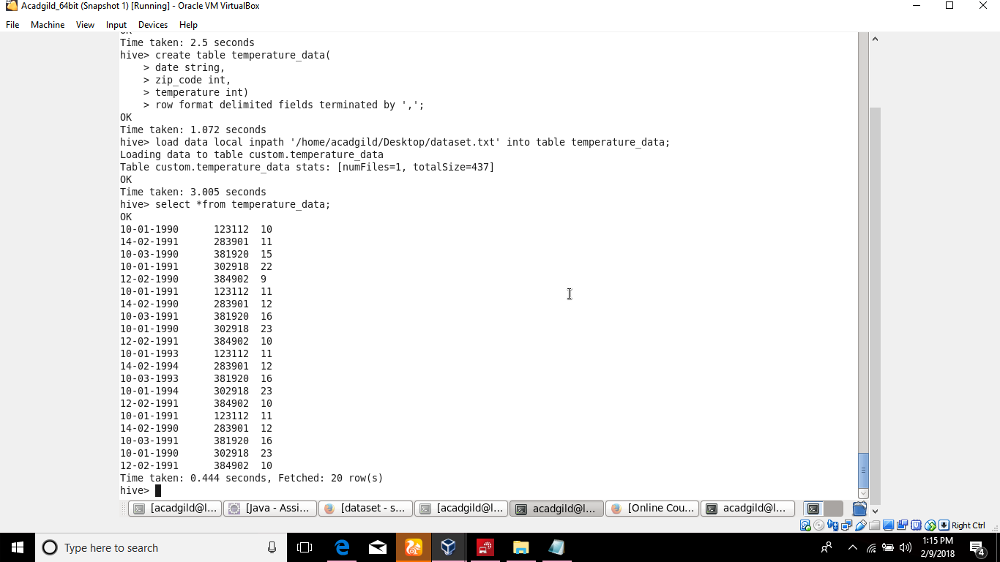 Acadgild_64bit (Snapshot 1) [Running] - Oracle VM VirtualBox
File Machine View Input Devices Help
OK
Time taken: 2.5 seconds
hive> create table temperature_data(
    > date string,
    > zip_code int,
    > temperature int)
    > row format delimited fields terminated by ',';
OK
Time taken: 1.072 seconds
hive> load data local inpath '/home/acadgild/Desktop/dataset.txt' into table temperature_data;
Loading data to table custom.temperature_data
Table custom.temperature_data stats: [numFiles=1, totalSize=437]
OK
Time taken: 3.005 seconds
hive> select *from temperature_data;
OK
10-01-1990      123112  10
14-02-1991      283901  11
10-03-1990      381920  15
10-01-1991      302918  22
12-02-1990      384902  9
10-01-1991      123112  11
14-02-1990      283901  12
10-03-1991      381920  16
10-01-1990      302918  23
12-02-1991      384902  10
10-01-1993      123112  11
14-02-1994      283901  12
10-03-1993      381920  16
10-01-1994      302918  23
12-02-1991      384902  10
10-01-1991      123112  11
14-02-1990      283901  12
10-03-1991      381920  16
10-01-1990      302918  23
12-02-1991      384902  10
Time taken: 0.444 seconds, Fetched: 20 row(s)
hive>
[acadgild@l... [Java - Assi... [dataset - s... [acadgild@l... acadgild@l... [Online Cou... acadgild@l...
Right Ctrl
Type here to search
1:15 PM
2/9/2018
4